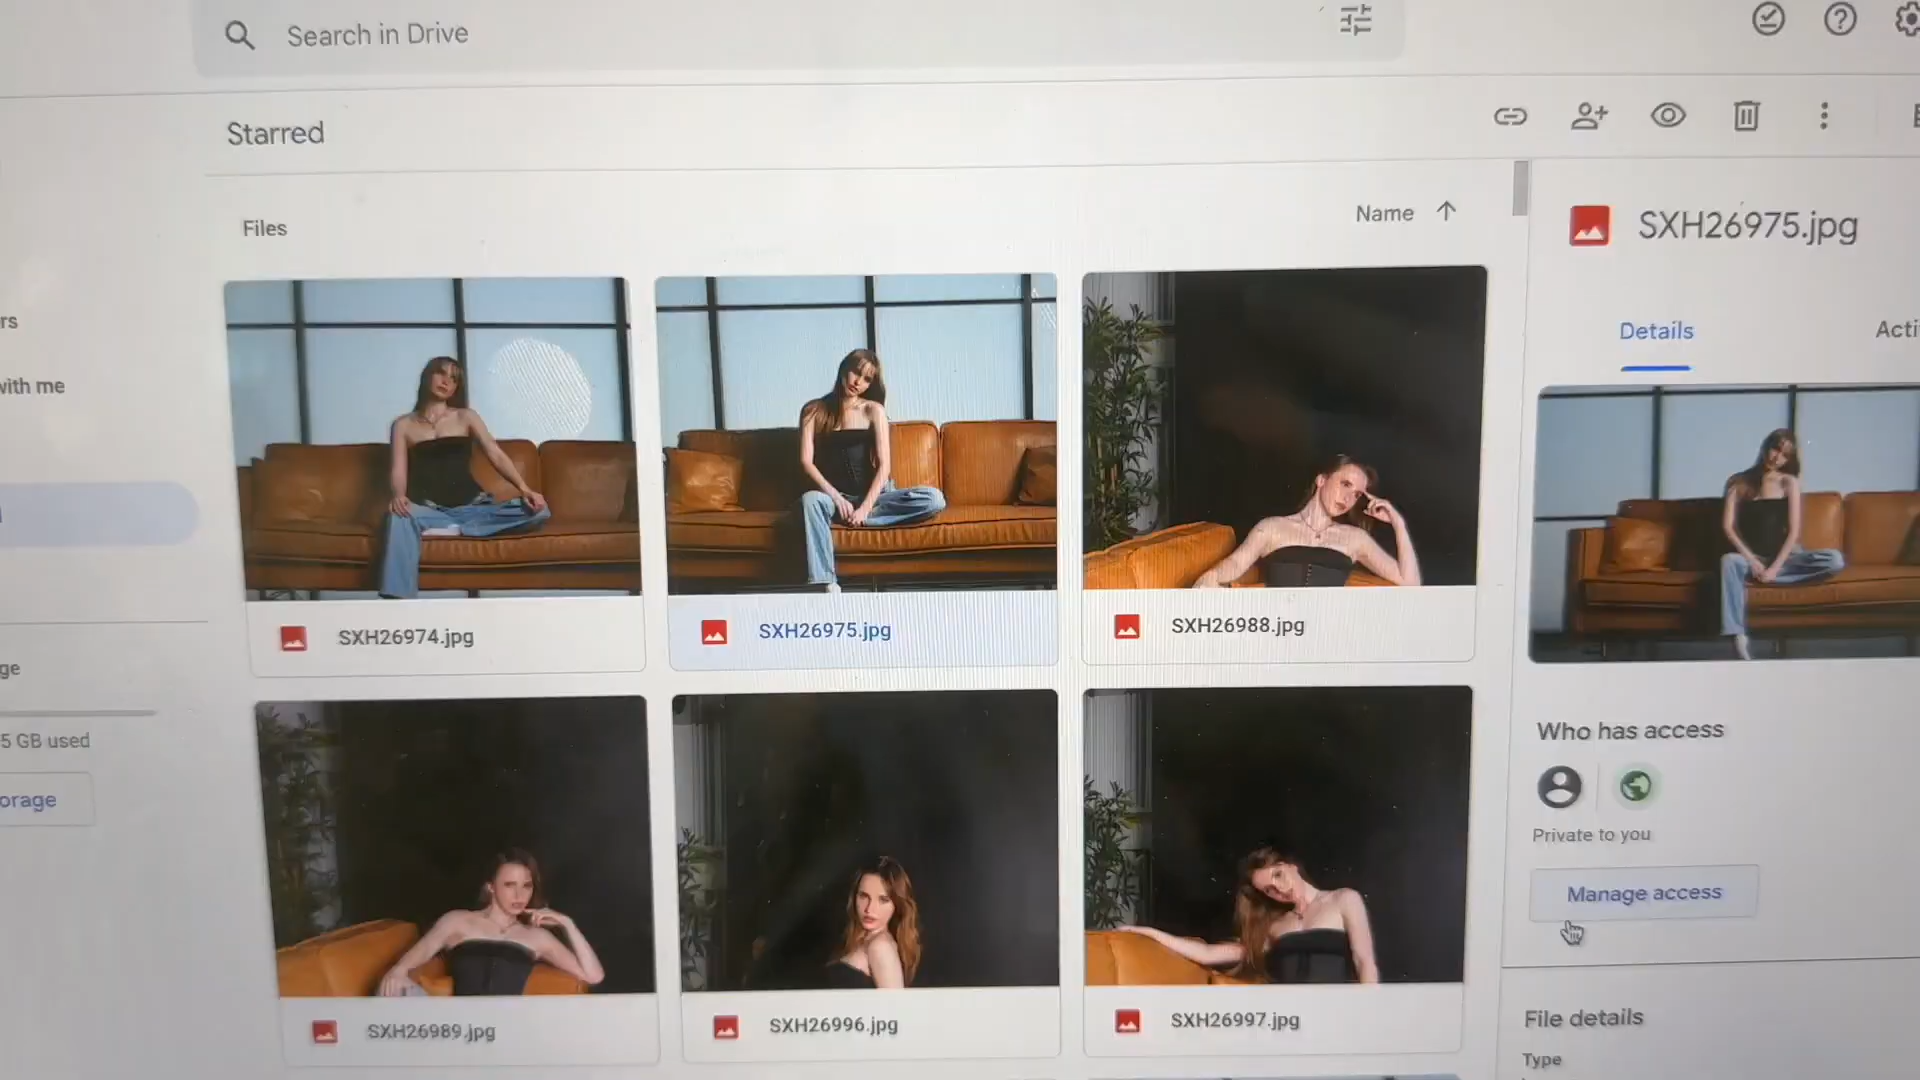 Search in Drive
Starred
Files
Name
SXH26974.jpg
SXH26975.jpg
SXH26988.jpg
SXH26989.jpg
SXH26996.jpg
SXH26997.jpg
rs
with me
ge
5 GB used
orage
SXH26975.jpg
Details
Acti
Who has access
Private to you
Manage access
File details
Type